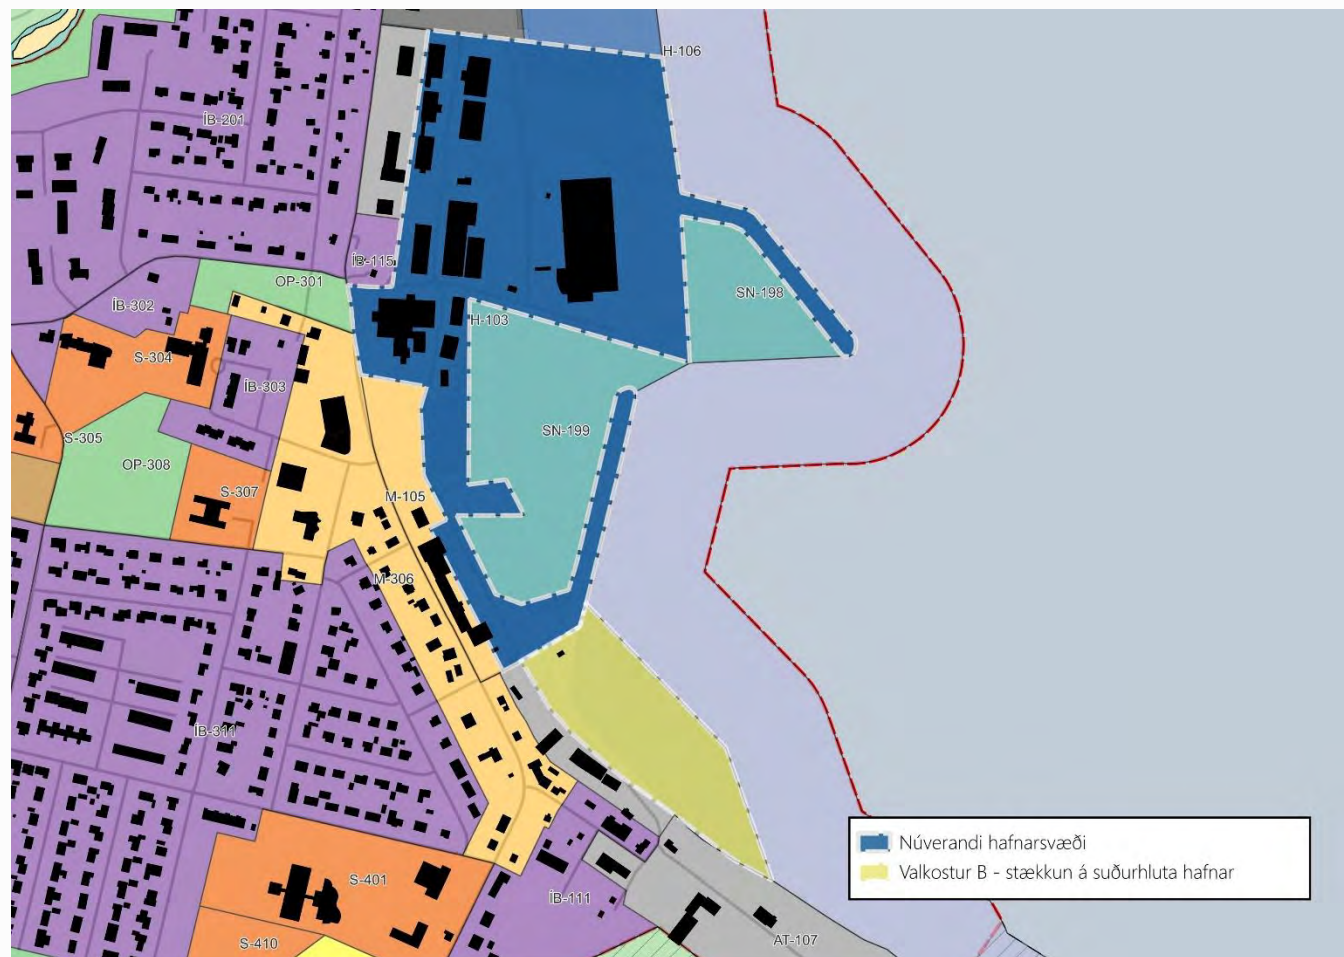 H-106
ÍB-201
ÍB-115
OP-301
SN-198
ÍB-302
H-103
S-304
ÍB-303
SN-199
S-305
OP-308
S-307
M-105
M-306
ÍB-311
Núverandi hafnarsvæði
Valkostur B - stækkun á suðurhluta hafnar
S-401
ÍB-111
S-410
AT-107